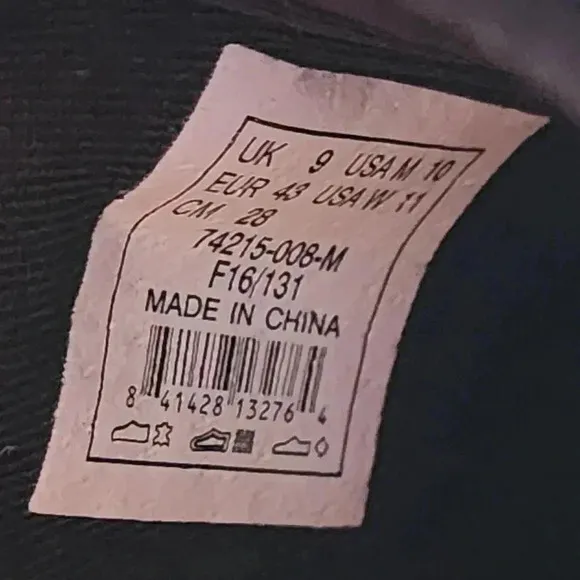 UK 9 USA M 10
EUR 43 USA W 11
CM 28
74215-008-M
F16/131
MADE IN CHINA
8 41428 13276 4